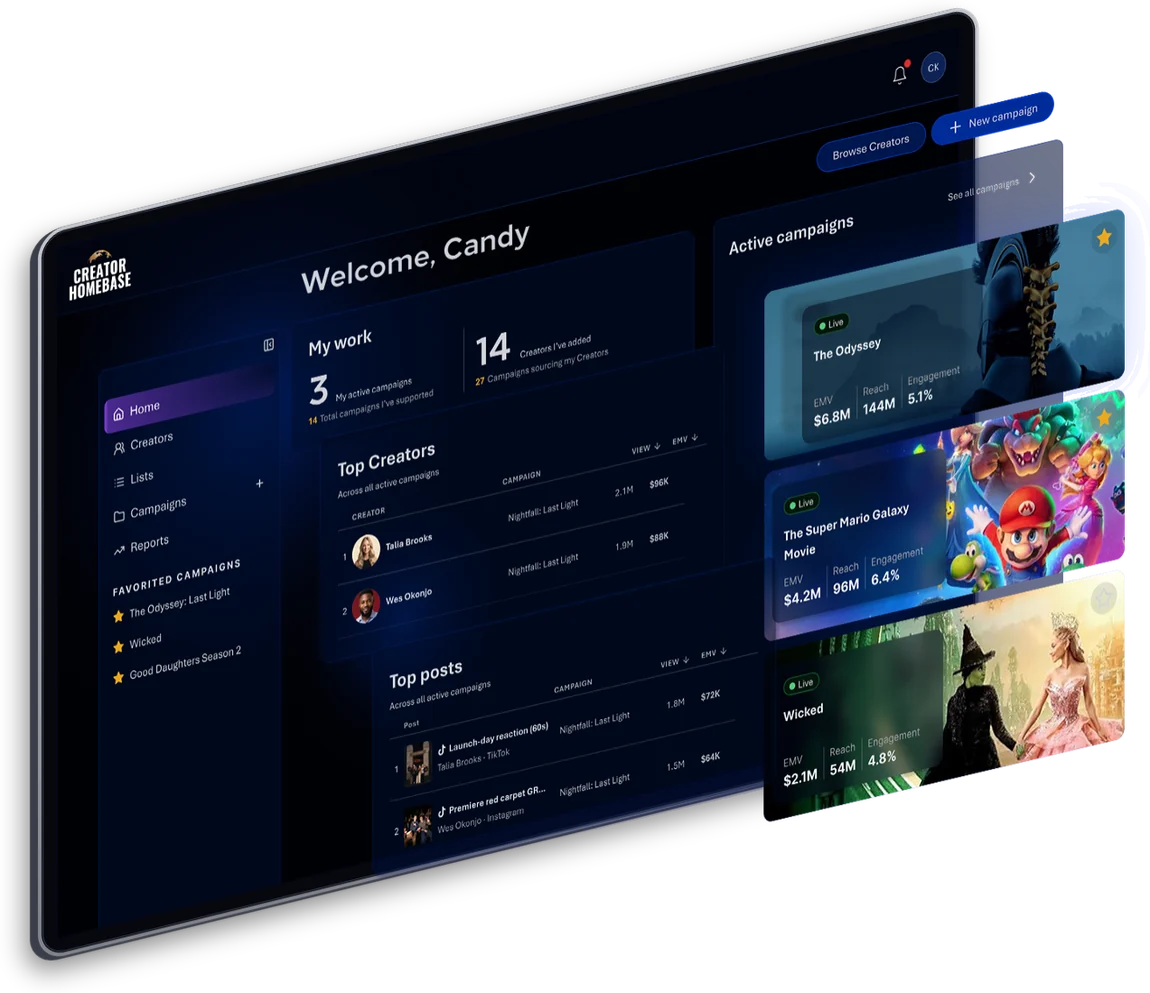 CK
Browse Creators
+ New campaign
CREATOR
HOMEBASE
Welcome, Candy
Home
Creators
Lists
Campaigns
Reports
FAVORITED CAMPAIGNS
The Odyssey: Last Light
Wicked
Good Daughters Season 2
My work
3 My active campaigns
14 Total campaigns I've supported
14 Creators I've added
27 Campaigns sourcing my Creators
Top Creators
Across all active campaigns
CREATOR CAMPAIGN VIEW ↓ EMV ↓
1 Talia Brooks Nightfall: Last Light 2.1M $96K
2 Wes Okonjo Nightfall: Last Light 1.9M $88K
Top posts
Across all active campaigns
Post CAMPAIGN VIEW ↓ EMV ↓
1 Launch-day reaction (60s) Nightfall: Last Light 1.8M $72K
Talia Brooks · TikTok
2 Premiere red carpet GR... Nightfall: Last Light 1.5M $64K
Wes Okonjo · Instagram
Active campaigns
See all campaigns
Live
The Odyssey
EMV Reach Engagement
$6.8M 144M 5.1%
Live
The Super Mario Galaxy
Movie
EMV Reach Engagement
$4.2M 96M 6.4%
Live
Wicked
EMV Reach Engagement
$2.1M 54M 4.8%
M